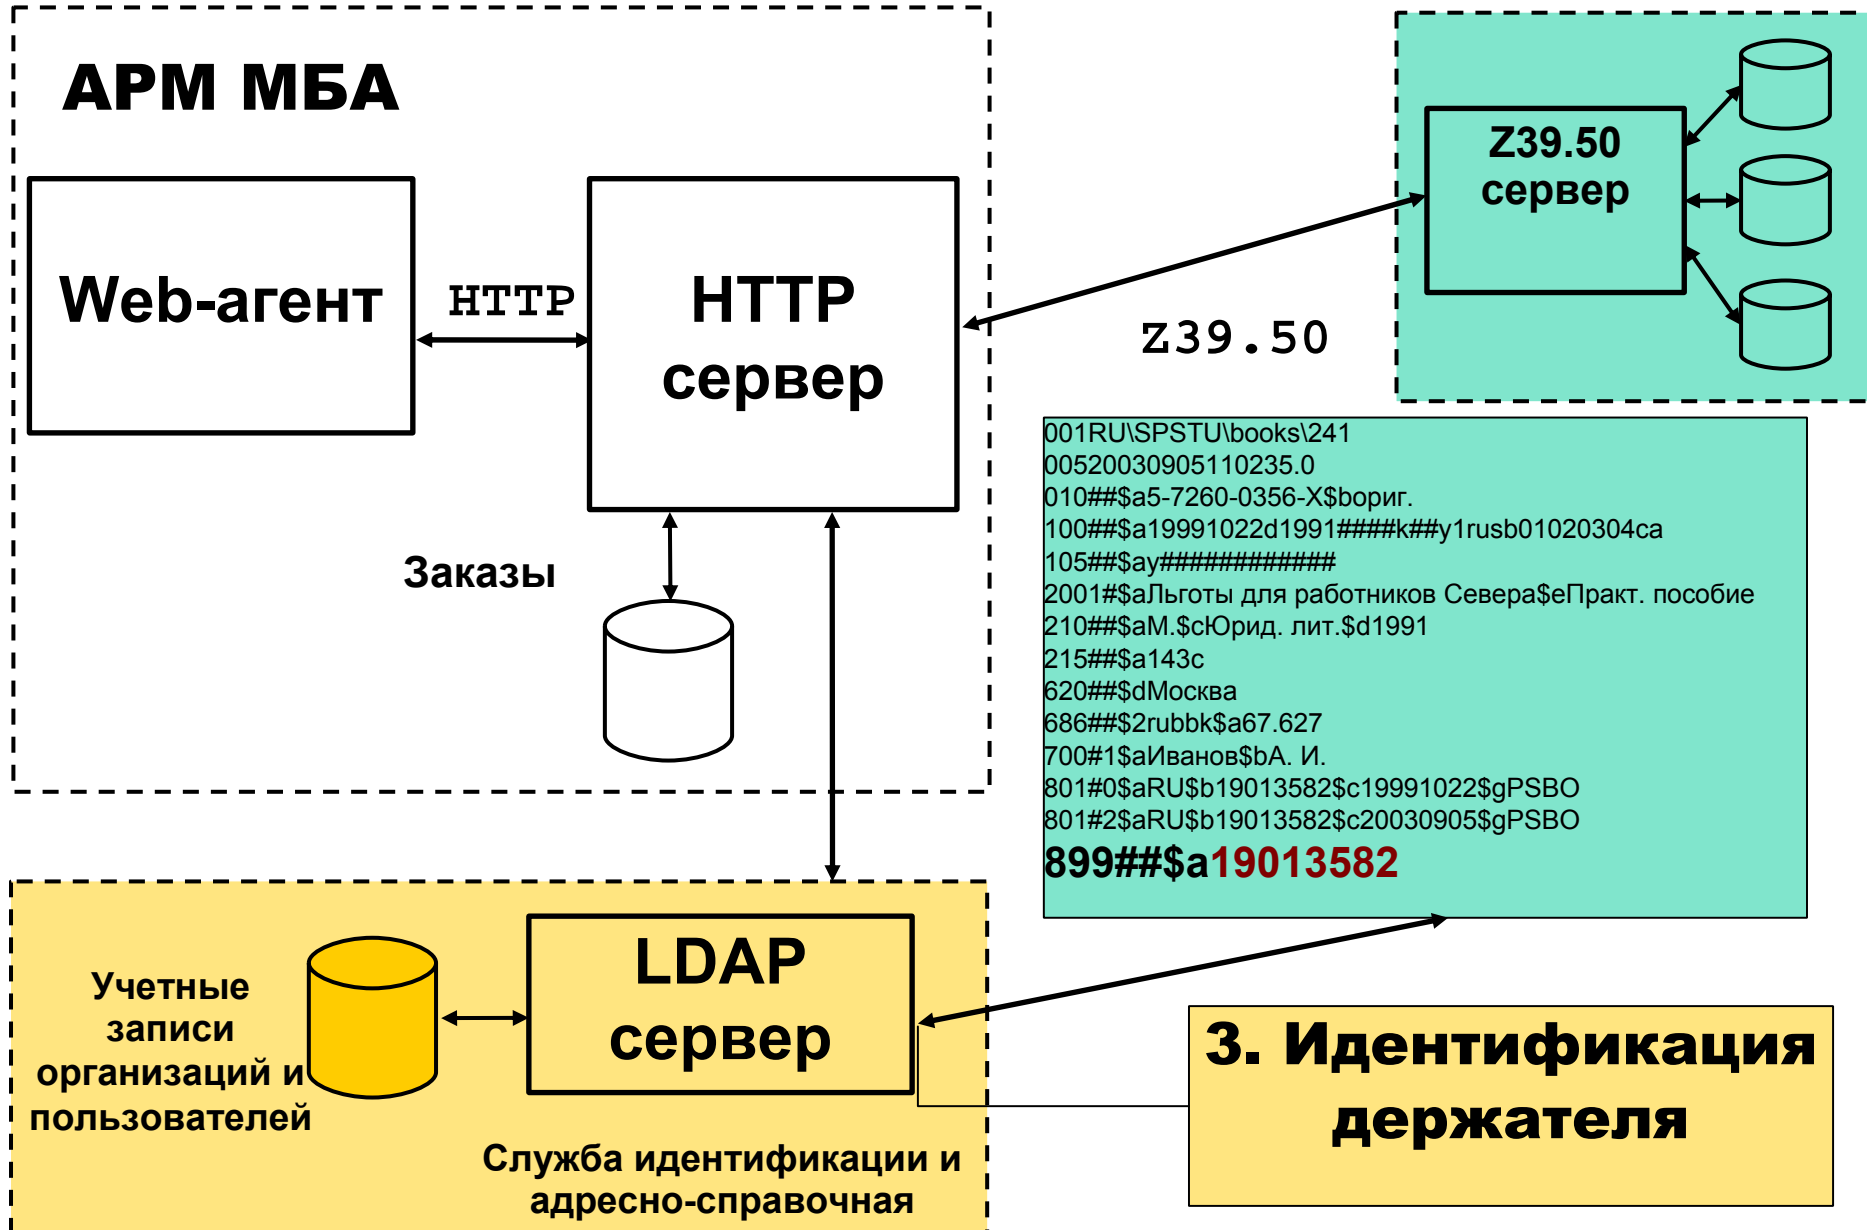 АРМ МБА
Web-агент
HTTP
HTTP
сервер
Заказы
Z39.50
сервер
Z39.50
001RU\SPSTU\books\241
00520030905110235.0
010##$a5-7260-0356-X$bориг.
100##$a19991022d1991####k##y1rusb01020304ca
105##$ay############
2001#$aЛьготы для работников Севера$eПракт. пособие
210##$aМ.$cЮрид. лит.$d1991
215##$a143с
620##$dМосква
686##$2rubbk$a67.627
700#1$aИванов$bА. И.
801#0$aRU$b19013582$c19991022$gPSBO
801#2$aRU$b19013582$c20030905$gPSBO
899##$a19013582
Учетные
записи
организаций и
пользователей
LDAP
сервер
Служба идентификации и
адресно-справочная
3. Идентификация
держателя